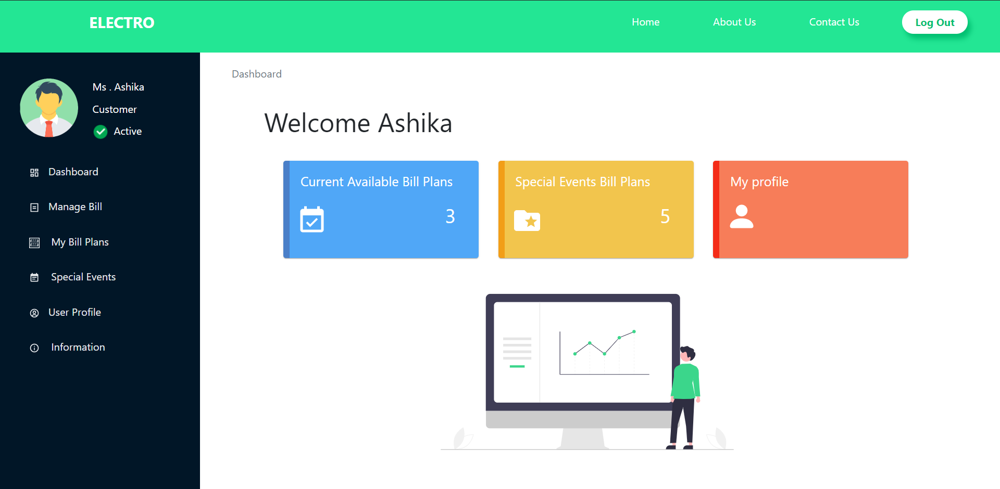 ELECTRO
Home
About Us
Contact Us
Log Out
Ms . Ashika
Customer
Active
Dashboard
Manage Bill
My Bill Plans
Special Events
User Profile
Information
Dashboard
Welcome Ashika
Current Available Bill Plans
3
Special Events Bill Plans
5
My profile